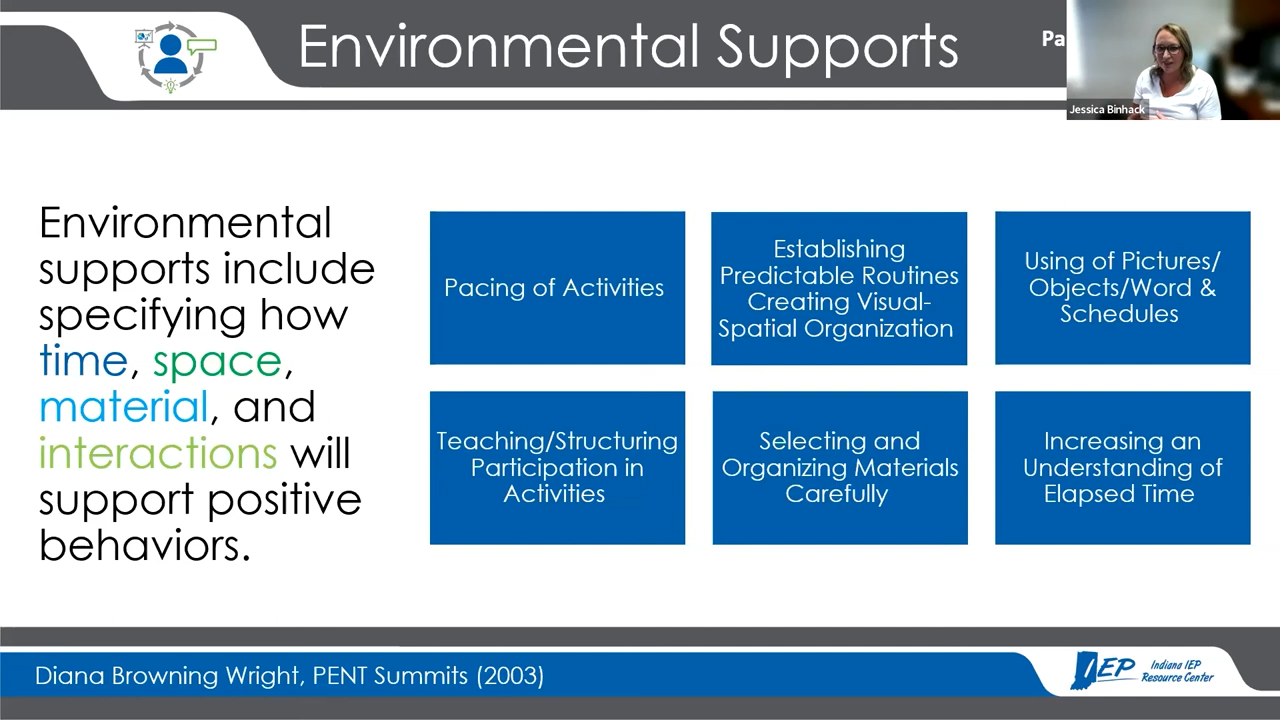 Environmental Supports
Pa
Jessica Binhack
Environmental
supports include
specifying how
time, space,
material, and
interactions will
support positive
behaviors.
Pacing of Activities
Establishing
Predictable Routines
Creating Visual-
Spatial Organization
Using of Pictures/
Objects/Word &
Schedules
Teaching/Structuring
Participation in
Activities
Selecting and
Organizing Materials
Carefully
Increasing an
Understanding of
Elapsed Time
Diana Browning Wright, PENT Summits (2003)
IEP
Indiana IEP
Resource Center